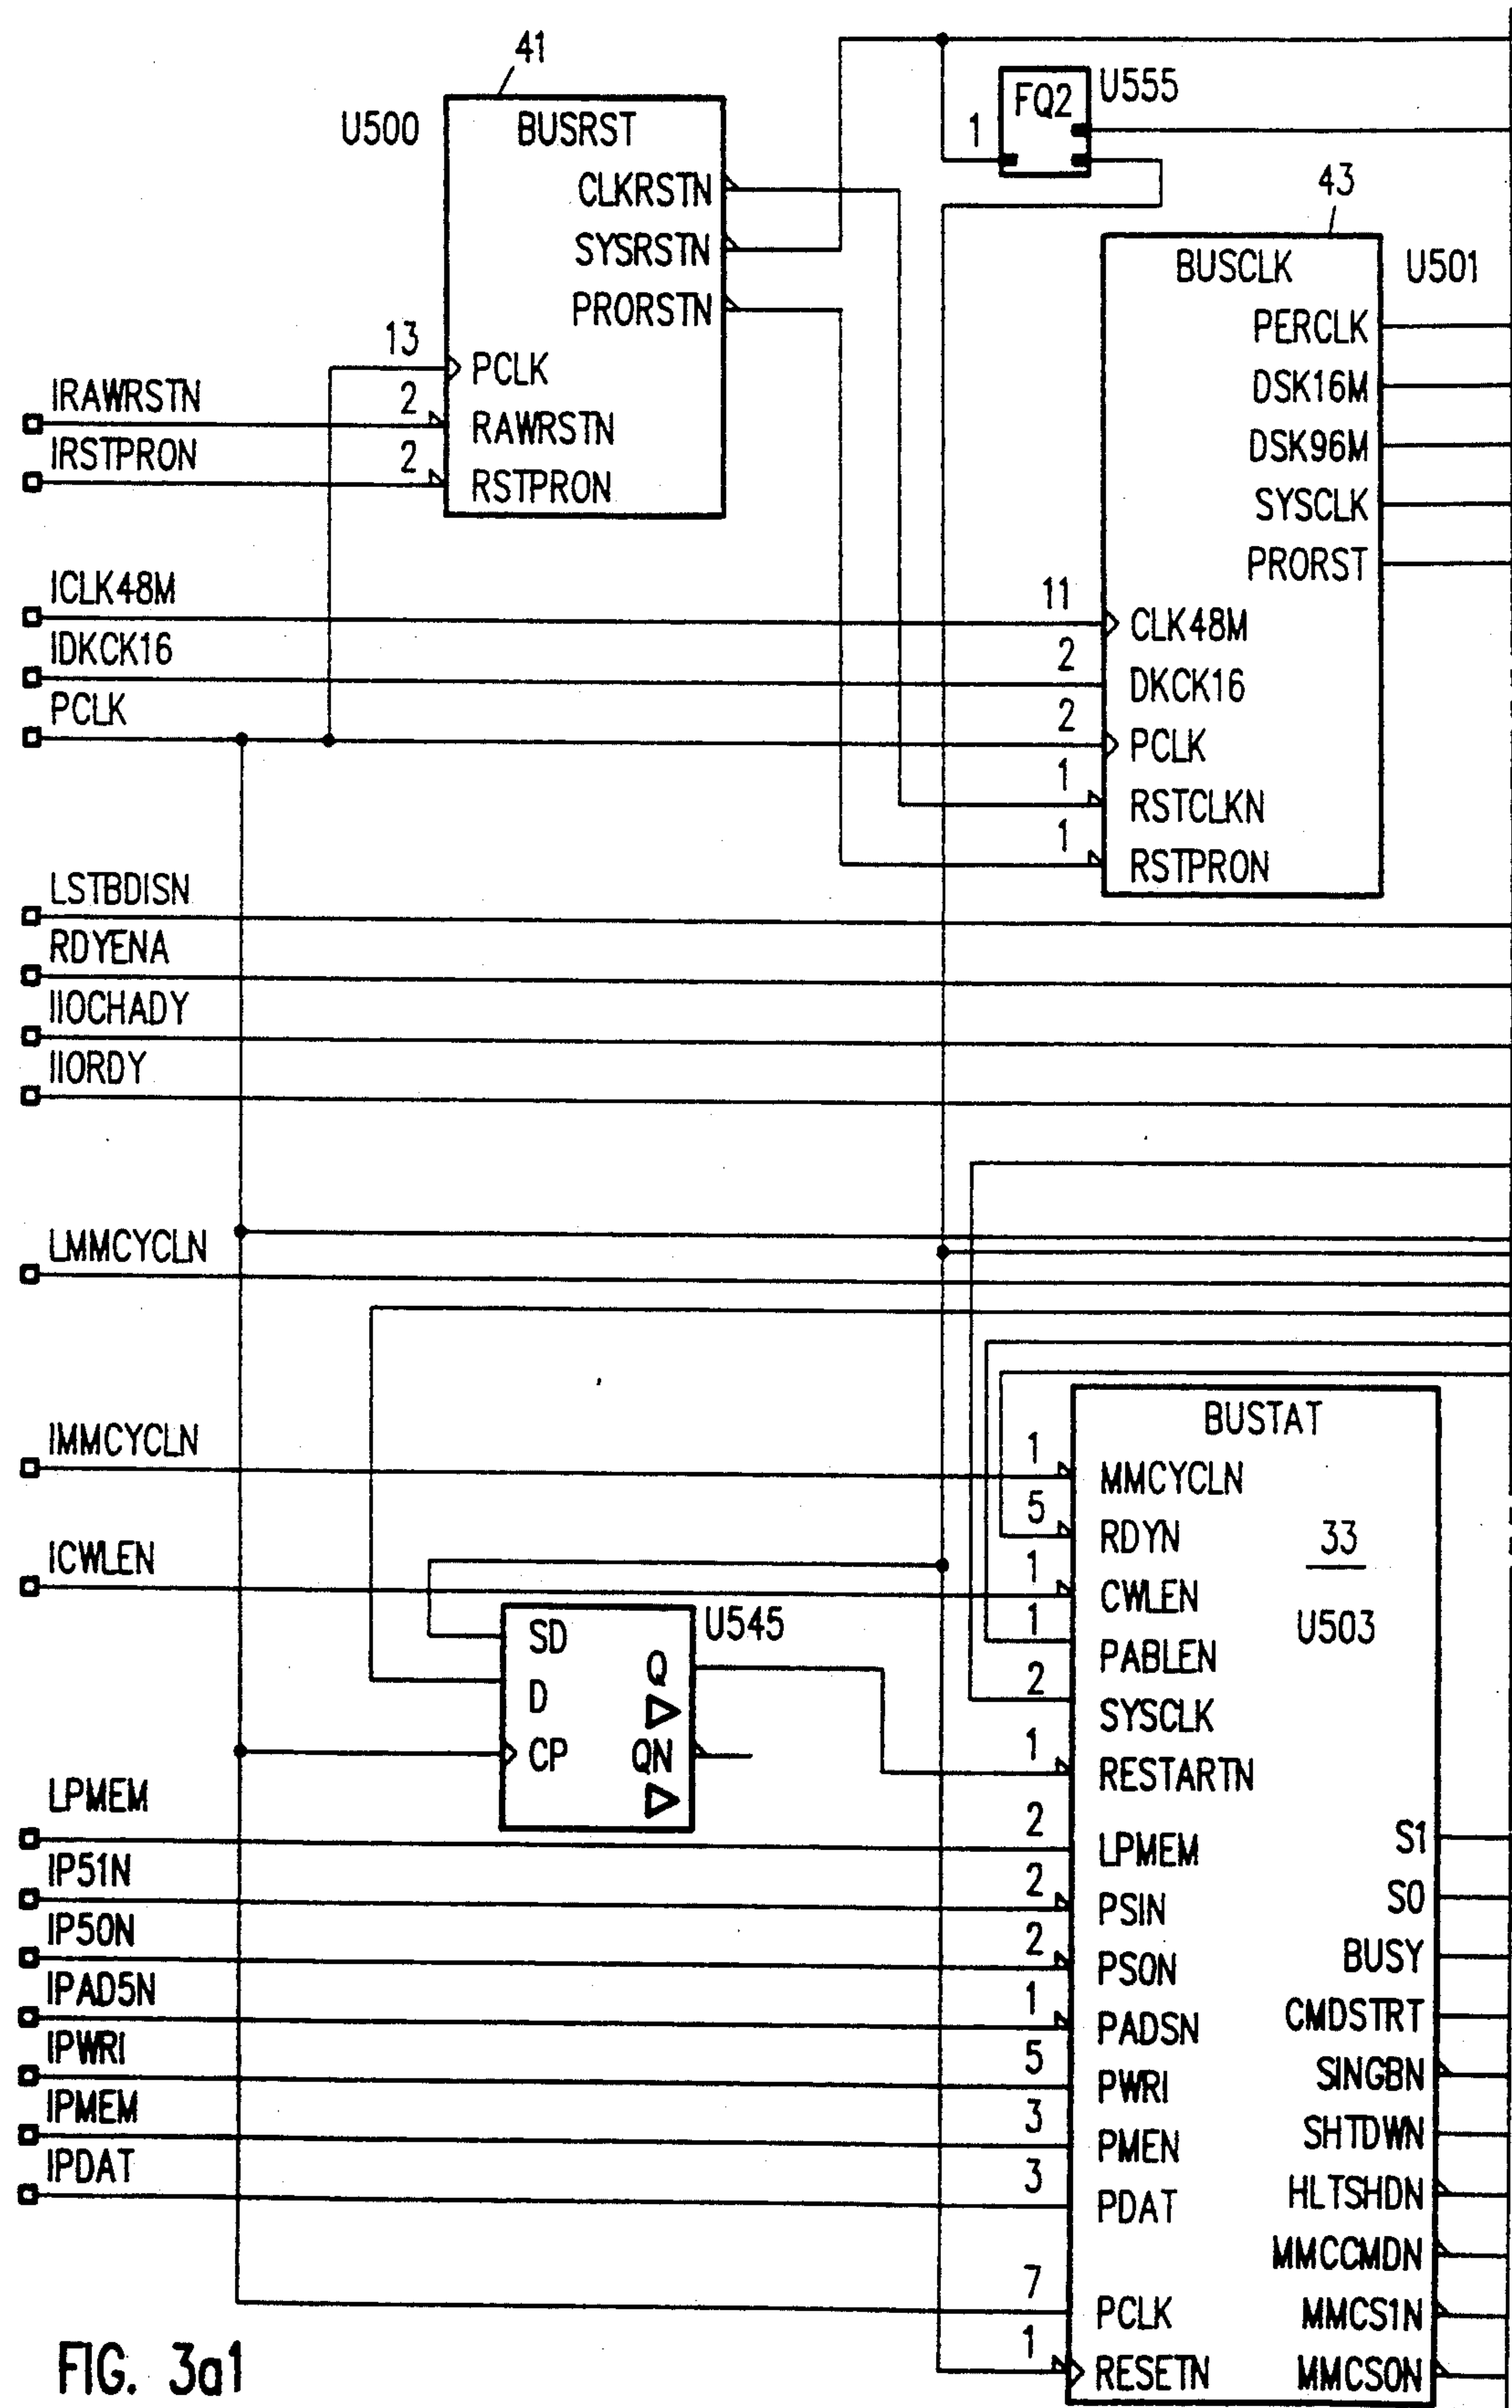 41
U500
BUSRST
CLKRSTN
SYSRSTN
PRORSTN
13
PCLK
2
RAWRSTN
2
RSTPRON
1
FQ2
U555
43
BUSCLK
U501
PERCLK
DSK16M
DSK96M
SYSCLK
PRORST
11
CLK48M
2
DKCK16
2
PCLK
1
RSTCLKN
1
RSTPRON
IRAWRSTN
IRSTPRON
ICLK48M
IDKCK16
PCLK
LSTBDISN
RDYENA
IIOCHADY
IIORDY
LMMCYCLN
IMMCYCLN
ICWLEN
SD
D
CP
Q
QN
U545
LPMEM
IP51N
IP50N
IPAD5N
IPWRI
IPMEM
IPDAT
BUSTAT
33
U503
1
MMCYCLN
5
RDYN
1
CWLEN
1
PABLEN
2
SYSCLK
1
RESTARTN
2
LPMEM
2
PSIN
2
PSON
1
PADSN
5
PWRI
3
PMEN
3
PDAT
7
PCLK
1
RESETN
S1
S0
BUSY
CMDSTRT
SINGBN
SHTDWN
HLTSHDN
MMCCMDN
MMCS1N
MMCSON
FIG. 3a1